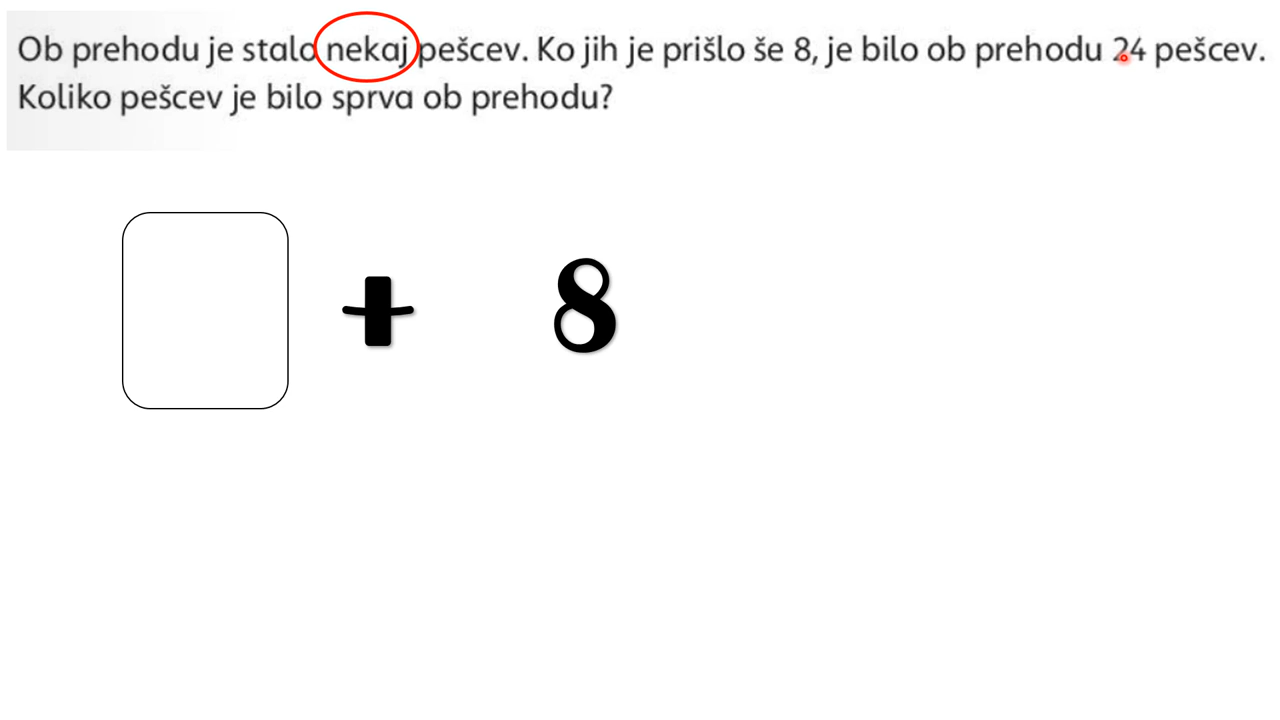 Ob prehodu je stalo nekaj pešcev. Ko jih je prišlo še 8, je bilo ob prehodu 24 pešcev.
Koliko pešcev je bilo sprva ob prehodu?
+ 8